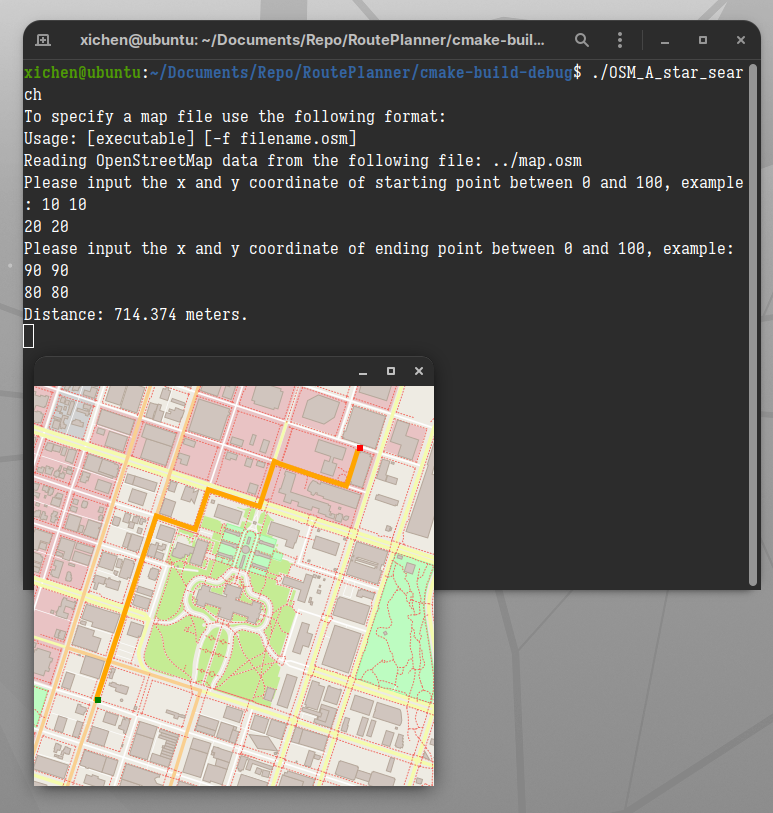 xichen@ubuntu: ~/Documents/Repo/RoutePlanner/cmake-buil...
xichen@ubuntu:~/Documents/Repo/RoutePlanner/cmake-build-debug$ ./OSM_A_star_sear
ch
To specify a map file use the following format:
Usage: [executable] [-f filename.osm]
Reading OpenStreetMap data from the following file: ../map.osm
Please input the x and y coordinate of starting point between 0 and 100, example
: 10 10
20 20
Please input the x and y coordinate of ending point between 0 and 100, example:
90 90
80 80
Distance: 714.374 meters.